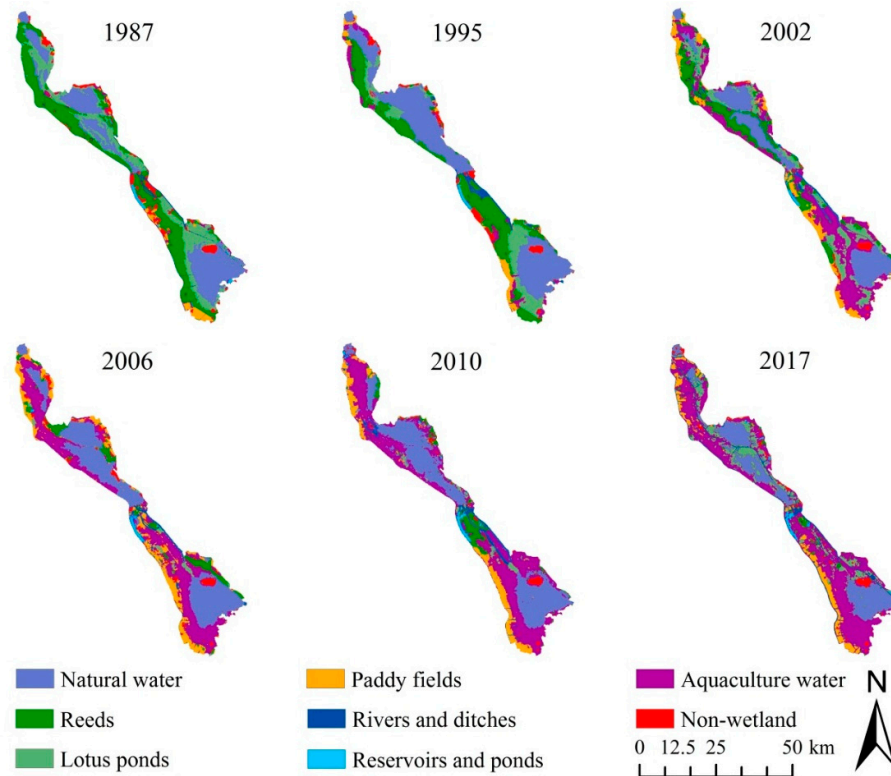 1987
1995
2002
2006
2010
2017
Natural water
Paddy fields
Aquaculture water
Reeds
Rivers and ditches
Non-wetland
Lotus ponds
Reservoirs and ponds
N
0 12.5 25 50 km